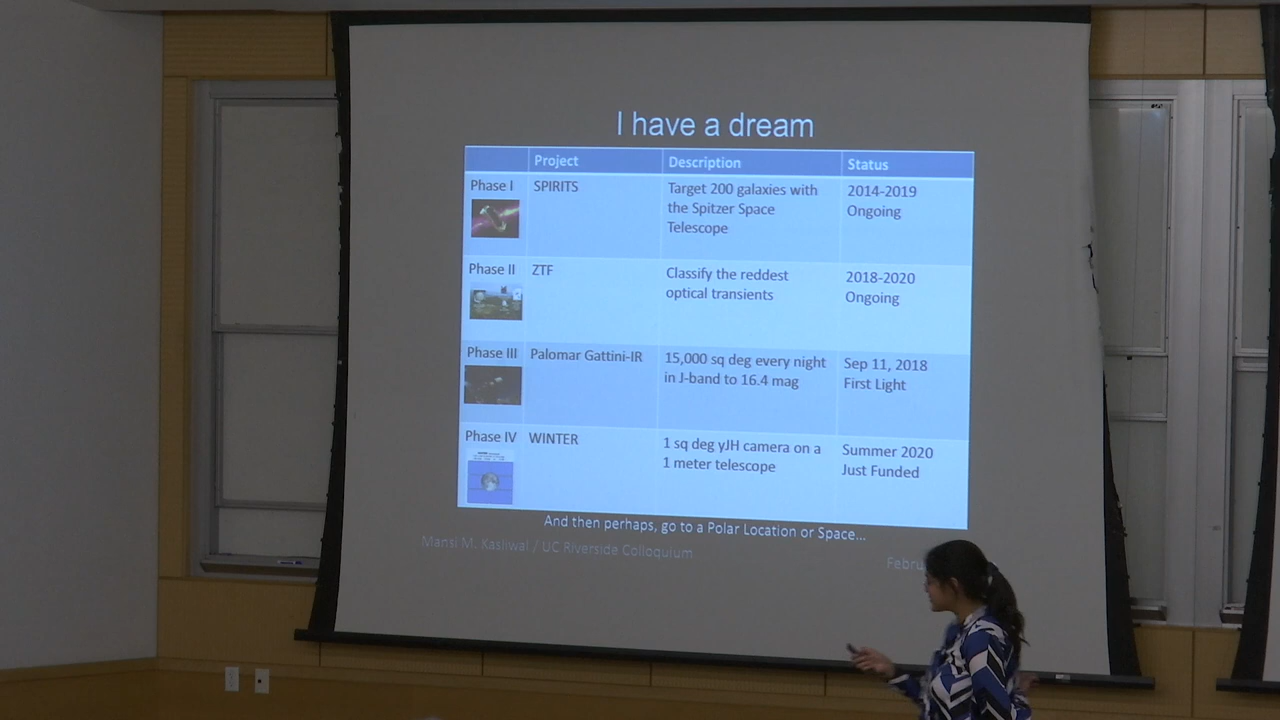 I have a dream
Project Description Status
Phase I SPIRITS Target 200 galaxies with the Spitzer Space Telescope 2014-2019 Ongoing
Phase II ZTF Classify the reddest optical transients 2018-2020 Ongoing
Phase III Palomar Gattini-IR 15,000 sq deg every night in J-band to 16.4 mag Sep 11, 2018 First Light
Phase IV WINTER 1 sq deg yJH camera on a 1 meter telescope Summer 2020 Just Funded
And then perhaps, go to a Polar Location or Space...
Mansi M. Kasliwal / UC Riverside Colloquium
Febru